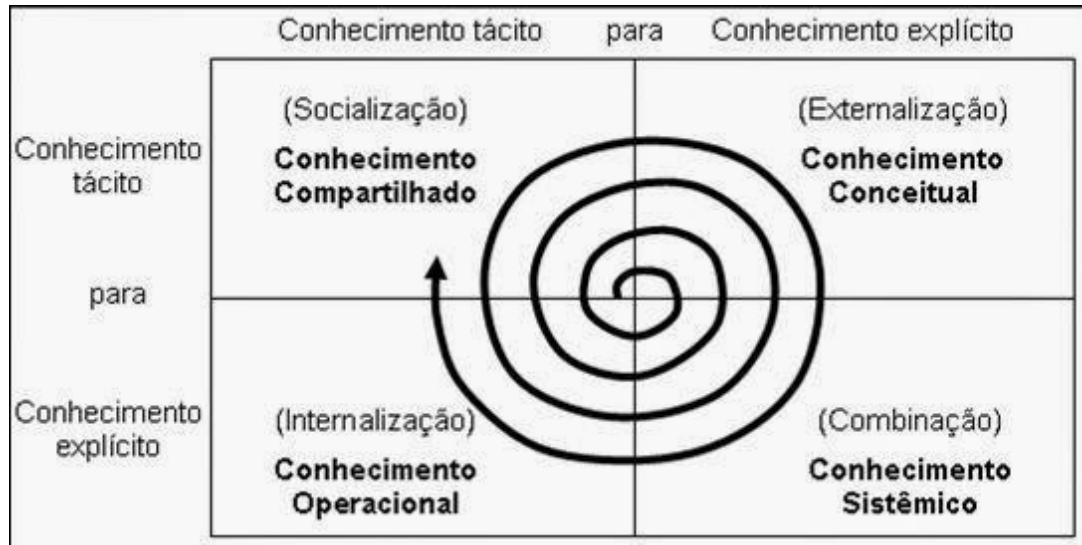 Conhecimento tácito para Conhecimento explícito
Conhecimento
tácito
(Socialização)
Conhecimento
Compartilhado
(Externalização)
Conhecimento
Conceitual
para
Conhecimento
explícito
(Internalização)
Conhecimento
Operacional
(Combinação)
Conhecimento
Sistêmico